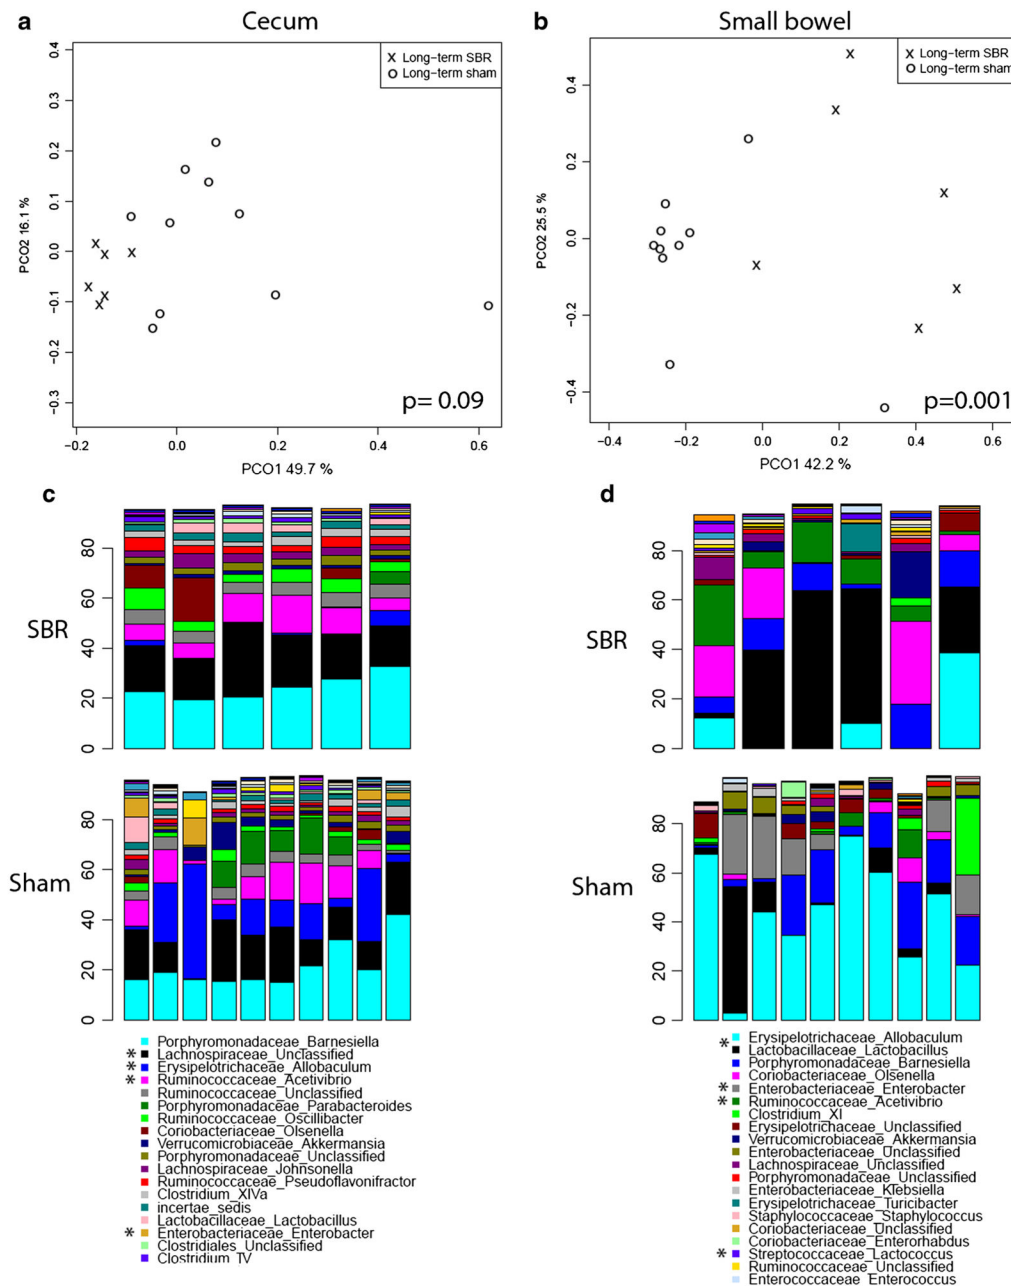 a
Cecum
x Long-term SBR
o Long-term sham
0.4
0.3
0.2
0.1
0.0
-0.1
-0.2
-0.3
PCO2 16.1 %
p= 0.09
-0.2 0.0 0.2 0.4 0.6
PCO1 49.7 %
b
Small bowel
x Long-term SBR
o Long-term sham
0.4
0.2
0.0
-0.2
-0.4
PCO2 25.5 %
p=0.001
-0.4 -0.2 0.0 0.2 0.4 0.6
PCO1 42.2 %
c
SBR
80
60
40
20
0
Sham
80
60
40
20
0
Porphyromonadaceae_Barnesiella
* Lachnospiraceae_Unclassified
* Erysipelotrichaceae_Allobaculum
* Ruminococcaceae_Acetivibrio
Ruminococcaceae_Unclassified
Porphyromonadaceae_Parabacteroides
Ruminococcaceae_Oscillibacter
Coriobacteriaceae_Olsenella
Verrucomicrobiaceae_Akkermansia
Porphyromonadaceae_Unclassified
Lachnospiraceae_Johnsonella
Ruminococcaceae_Pseudoflavonifractor
Clostridium_XIVa
incertae_sedis
Lactobacillaceae_Lactobacillus
* Enterobacteriaceae_Enterobacter
Clostridiales_Unclassified
Clostridium_IV
d
SBR
80
60
40
20
0
Sham
80
60
40
20
0
* Erysipelotrichaceae_Allobaculum
Lactobacillaceae_Lactobacillus
Porphyromonadaceae_Barnesiella
Coriobacteriaceae_Olsenella
* Enterobacteriaceae_Enterobacter
* Ruminococcaceae_Acetivibrio
Clostridium_XI
Erysipelotrichaceae_Unclassified
Verrucomicrobiaceae_Akkermansia
Enterobacteriaceae_Unclassified
Lachnospiraceae_Unclassified
Porphyromonadaceae_Unclassified
Enterobacteriaceae_Klebsiella
Erysipelotrichaceae_Turicibacter
Staphylococcaceae_Staphylococcus
Coriobacteriaceae_Unclassified
Coriobacteriaceae_Enterorhabdus
* Streptococcaceae_Lactococcus
Ruminococcaceae_Unclassified
Enterococcaceae_Enterococcus